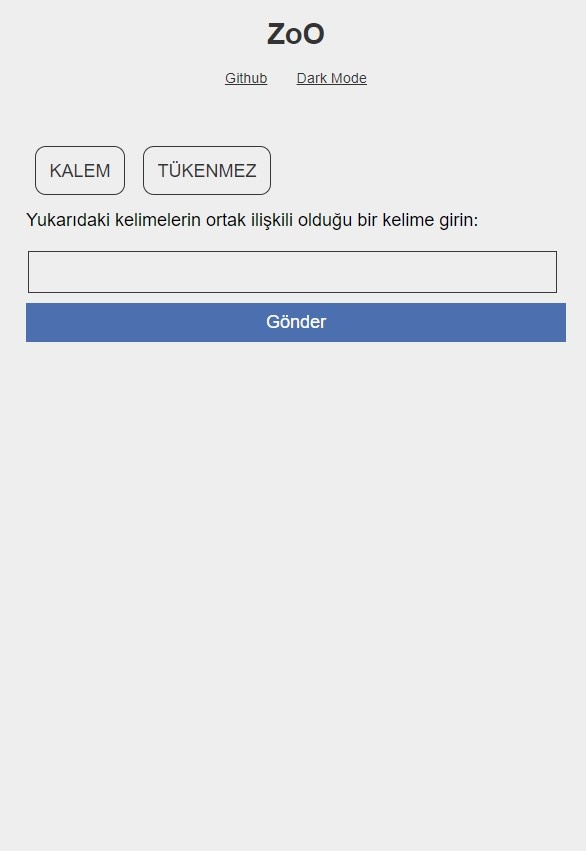 ZoO
Github Dark Mode
KALEM TÜKENMEZ
Yukarıdaki kelimelerin ortak ilişkili olduğu bir kelime girin:
Gönder